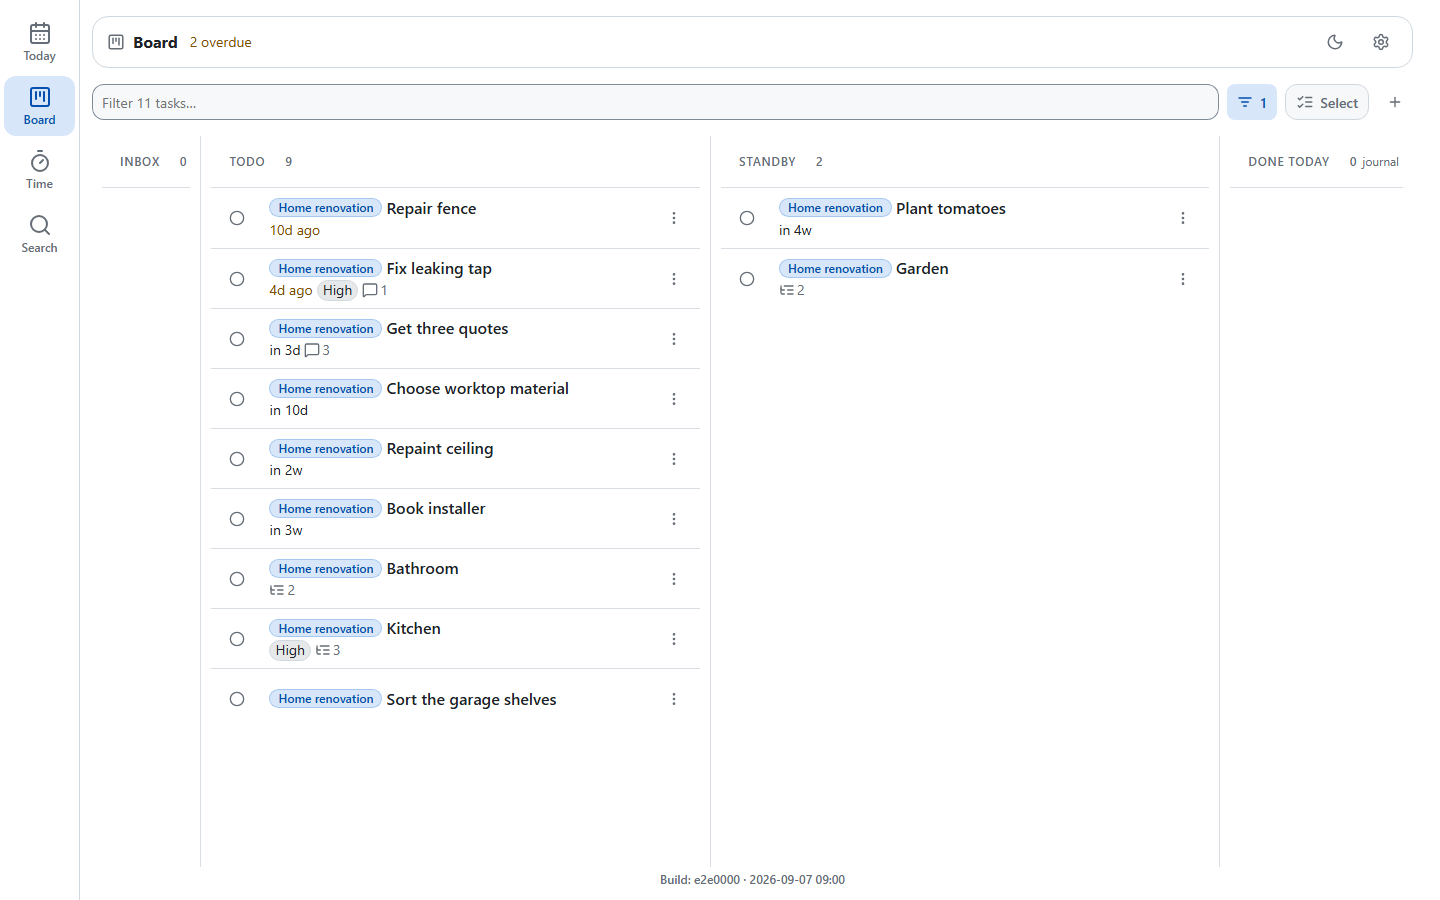 Today
Board
Time
Search
Board 2 overdue
Filter 11 tasks...
1
Select
INBOX 0
TODO 9
Home renovation Repair fence
10d ago
Home renovation Fix leaking tap
4d ago High 1
Home renovation Get three quotes
in 3d 3
Home renovation Choose worktop material
in 10d
Home renovation Repaint ceiling
in 2w
Home renovation Book installer
in 3w
Home renovation Bathroom
2
Home renovation Kitchen
High 3
Home renovation Sort the garage shelves
STANDBY 2
Home renovation Plant tomatoes
in 4w
Home renovation Garden
2
DONE TODAY 0 journal
Build: e2e0000 · 2026-09-07 09:00